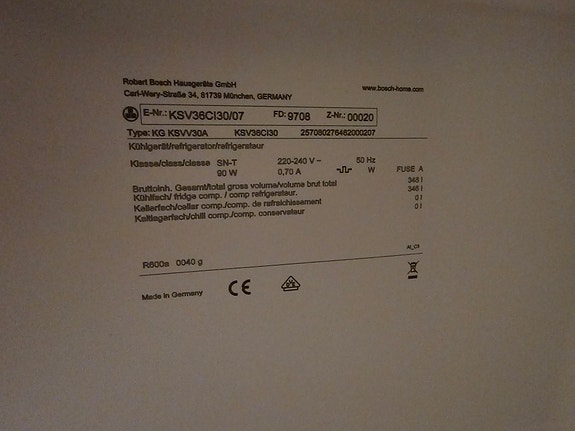 Robert Bosch Hausgeräte GmbH
Carl-Wery-Straße 34, 81739 München, GERMANY
www.bosch-home.com
E-Nr.: KSV36CI30/07 FD: 9708 Z-Nr.: 00020
Type: KG KSVV30A KSV36CI30 257080276462000207
Kühlgerät/refrigerator/refrigerateur
Klasse/class/classe SN-T 220-240 V ~ 50 Hz
90 W 0,70 A W FUSE A
Bruttoinh. Gesamt/total gross volume/volume brut total 348 l
Kühlfach/ fridge comp. / comp refrigerateur. 348 l
Kellerfach/cellar comp./comp. de rafraichissement 0 l
Kaltlagerfach/chill comp./comp. conservateur 0 l
R600a 0040 g
Made in Germany CE